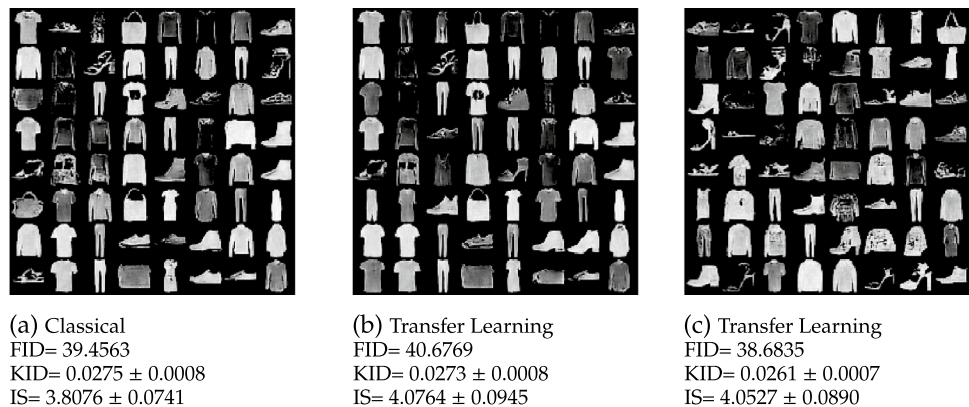 (a) Classical
FID= 39.4563
KID= 0.0275 ± 0.0008
IS= 3.8076 ± 0.0741
(b) Transfer Learning
FID= 40.6769
KID= 0.0273 ± 0.0008
IS= 4.0764 ± 0.0945
(c) Transfer Learning
FID= 38.6835
KID= 0.0261 ± 0.0007
IS= 4.0527 ± 0.0890